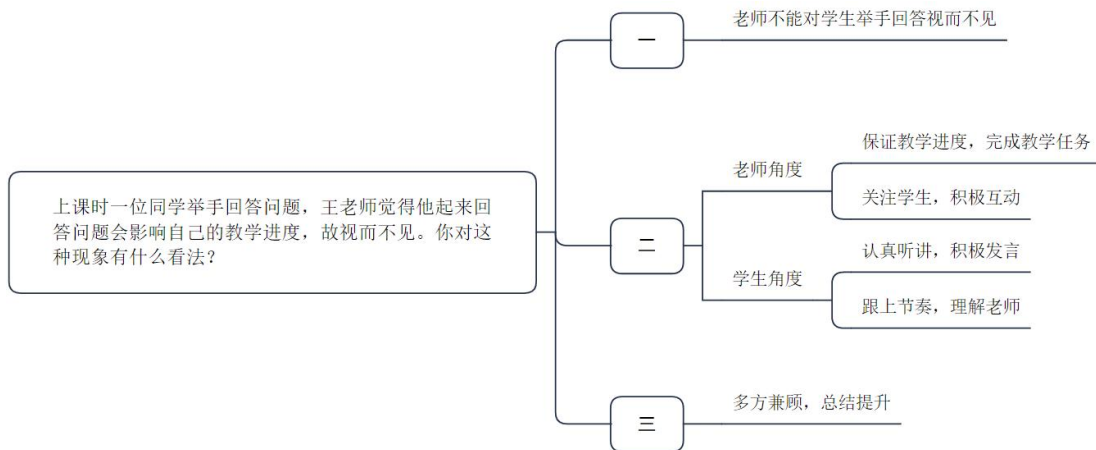 上课时一位同学举手回答问题，王老师觉得他起来回
答问题会影响自己的教学进度，故视而不见。你对这
种现象有什么看法？
一
老师不能对学生举手回答视而不见
二
老师角度
保证教学进度，完成教学任务
关注学生，积极互动
学生角度
认真听讲，积极发言
跟上节奏，理解老师
三
多方兼顾，总结提升